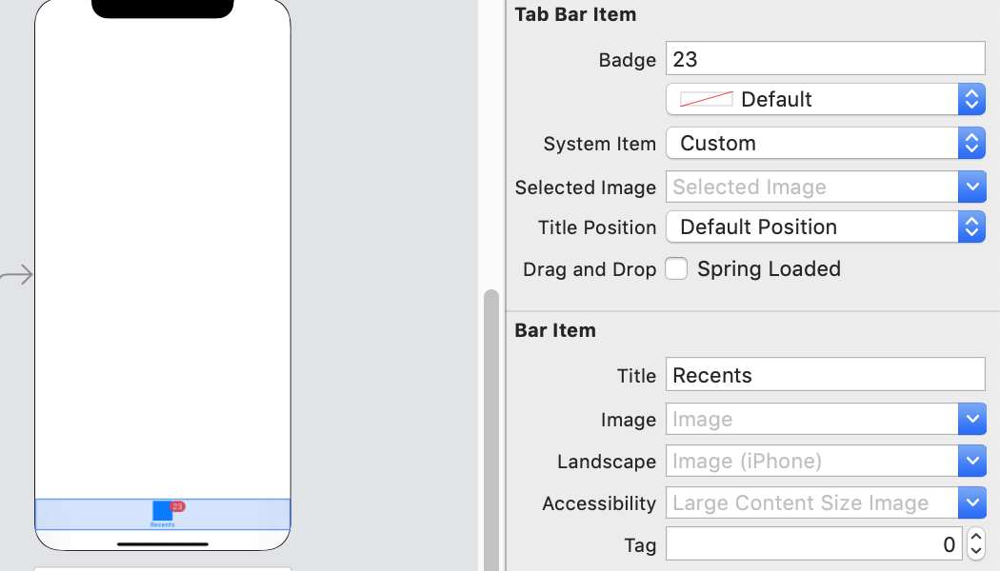 Tab Bar Item
Badge 23
Default
System Item Custom
Selected Image Selected Image
Title Position Default Position
Drag and Drop Spring Loaded
Bar Item
Title Recents
Image Image
Landscape Image (iPhone)
Accessibility Large Content Size Image
Tag 0
23
Recents